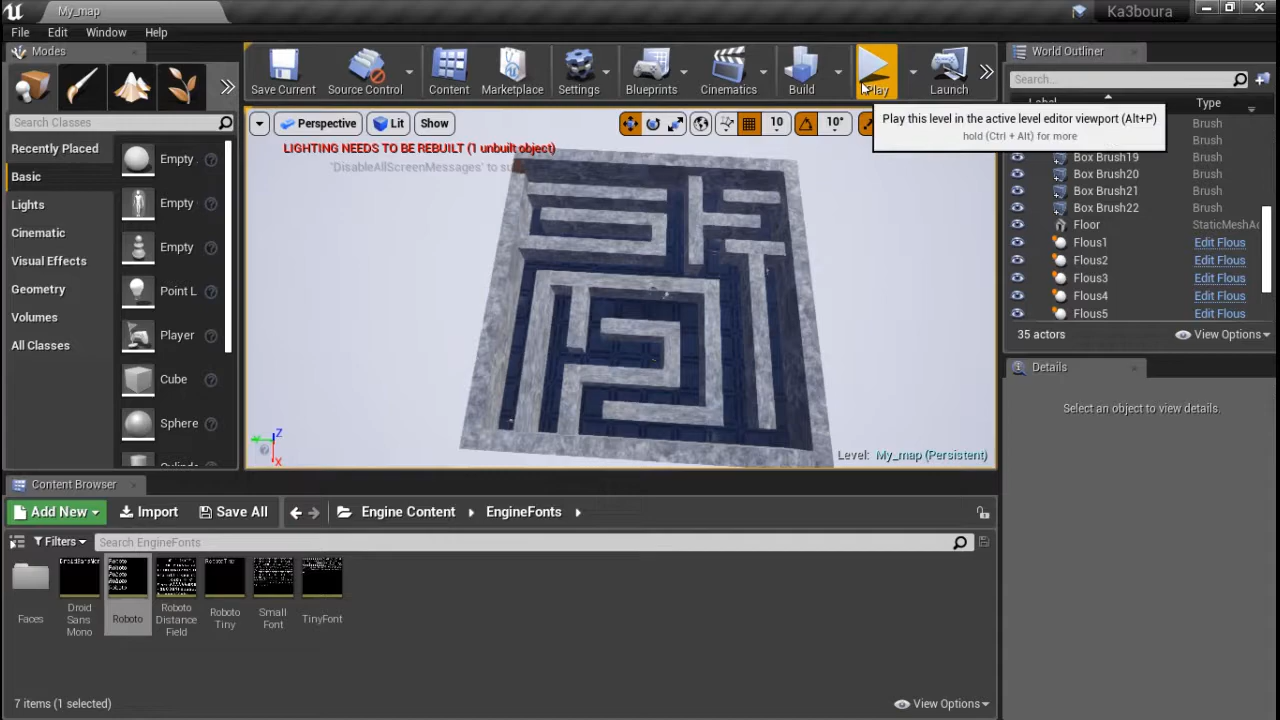 My_map
Ka3boura
File Edit Window Help
Modes
Search Classes
Recently Placed
Basic
Lights
Cinematic
Visual Effects
Geometry
Volumes
All Classes
Empty
Empty
Empty
Point L
Player
Cube
Sphere
Save Current
Source Control
Content
Marketplace
Settings
Blueprints
Cinematics
Build
Play
Launch
Play this level in the active level editor viewport (Alt+P)
hold (Ctrl + Alt) for more
Perspective
Lit
Show
10
10°
LIGHTING NEEDS TO BE REBUILT (1 unbuilt object)
'DisableAllScreenMessages' to su
Z
X
Level: My_map (Persistent)
World Outliner
Search...
Label
Type
Brush
Brush
Box Brush19 Brush
Box Brush20 Brush
Box Brush21 Brush
Box Brush22 Brush
Floor StaticMeshAc
Flous1 Edit Flous
Flous2 Edit Flous
Flous3 Edit Flous
Flous4 Edit Flous
Flous5 Edit Flous
35 actors
View Options
Details
Select an object to view details.
Content Browser
Add New
Import
Save All
Engine Content
EngineFonts
Filters
Search EngineFonts
Faces
Droid Sans Mono
Roboto
Roboto Distance Field
Roboto Tiny
Small Font
TinyFont
7 items (1 selected)
View Options